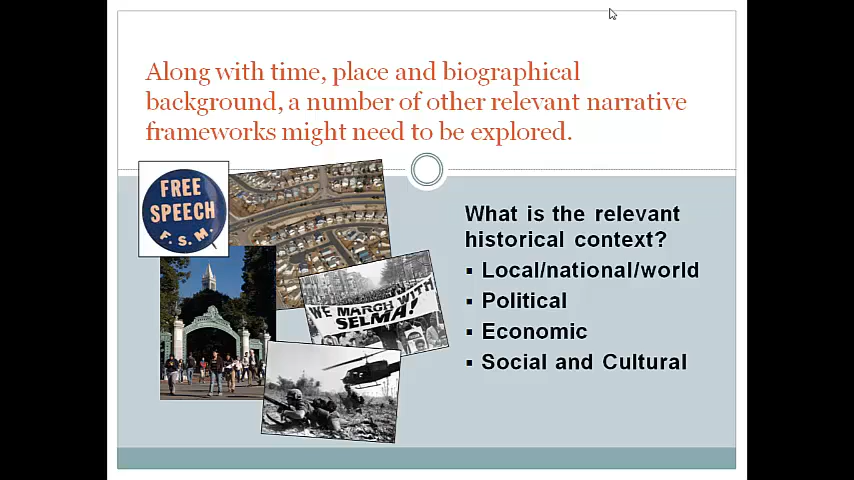 Along with time, place and biographical
background, a number of other relevant narrative
frameworks might need to be explored.
FREE
SPEECH
F.S.M.
What is the relevant
historical context?
▪ Local/national/world
▪ Political
▪ Economic
▪ Social and Cultural
WE MARCH WITH
SELMA!